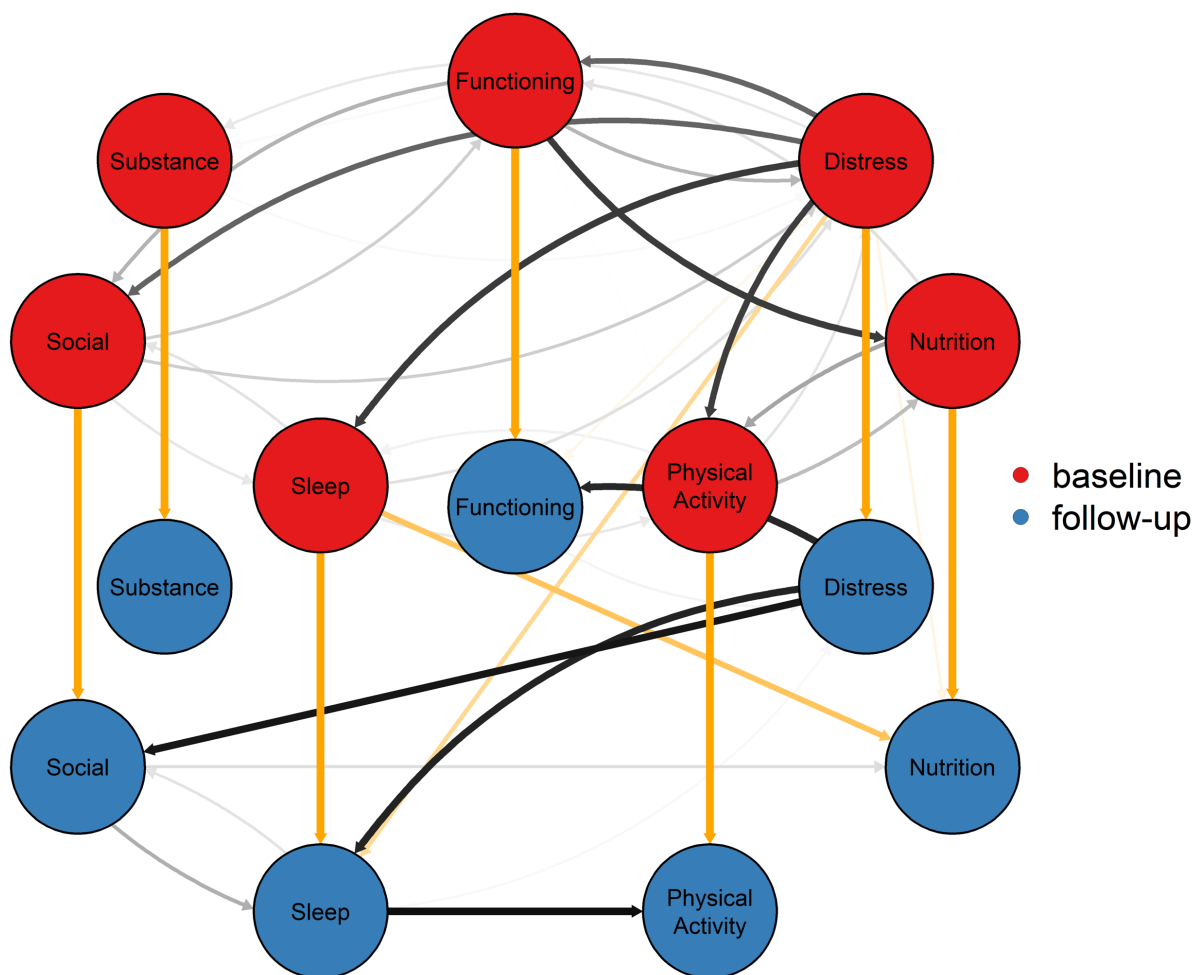 Functioning
Substance
Distress
Social
Nutrition
Sleep
Physical
Activity
baseline
follow-up
Functioning
Substance
Distress
Social
Nutrition
Sleep
Physical
Activity